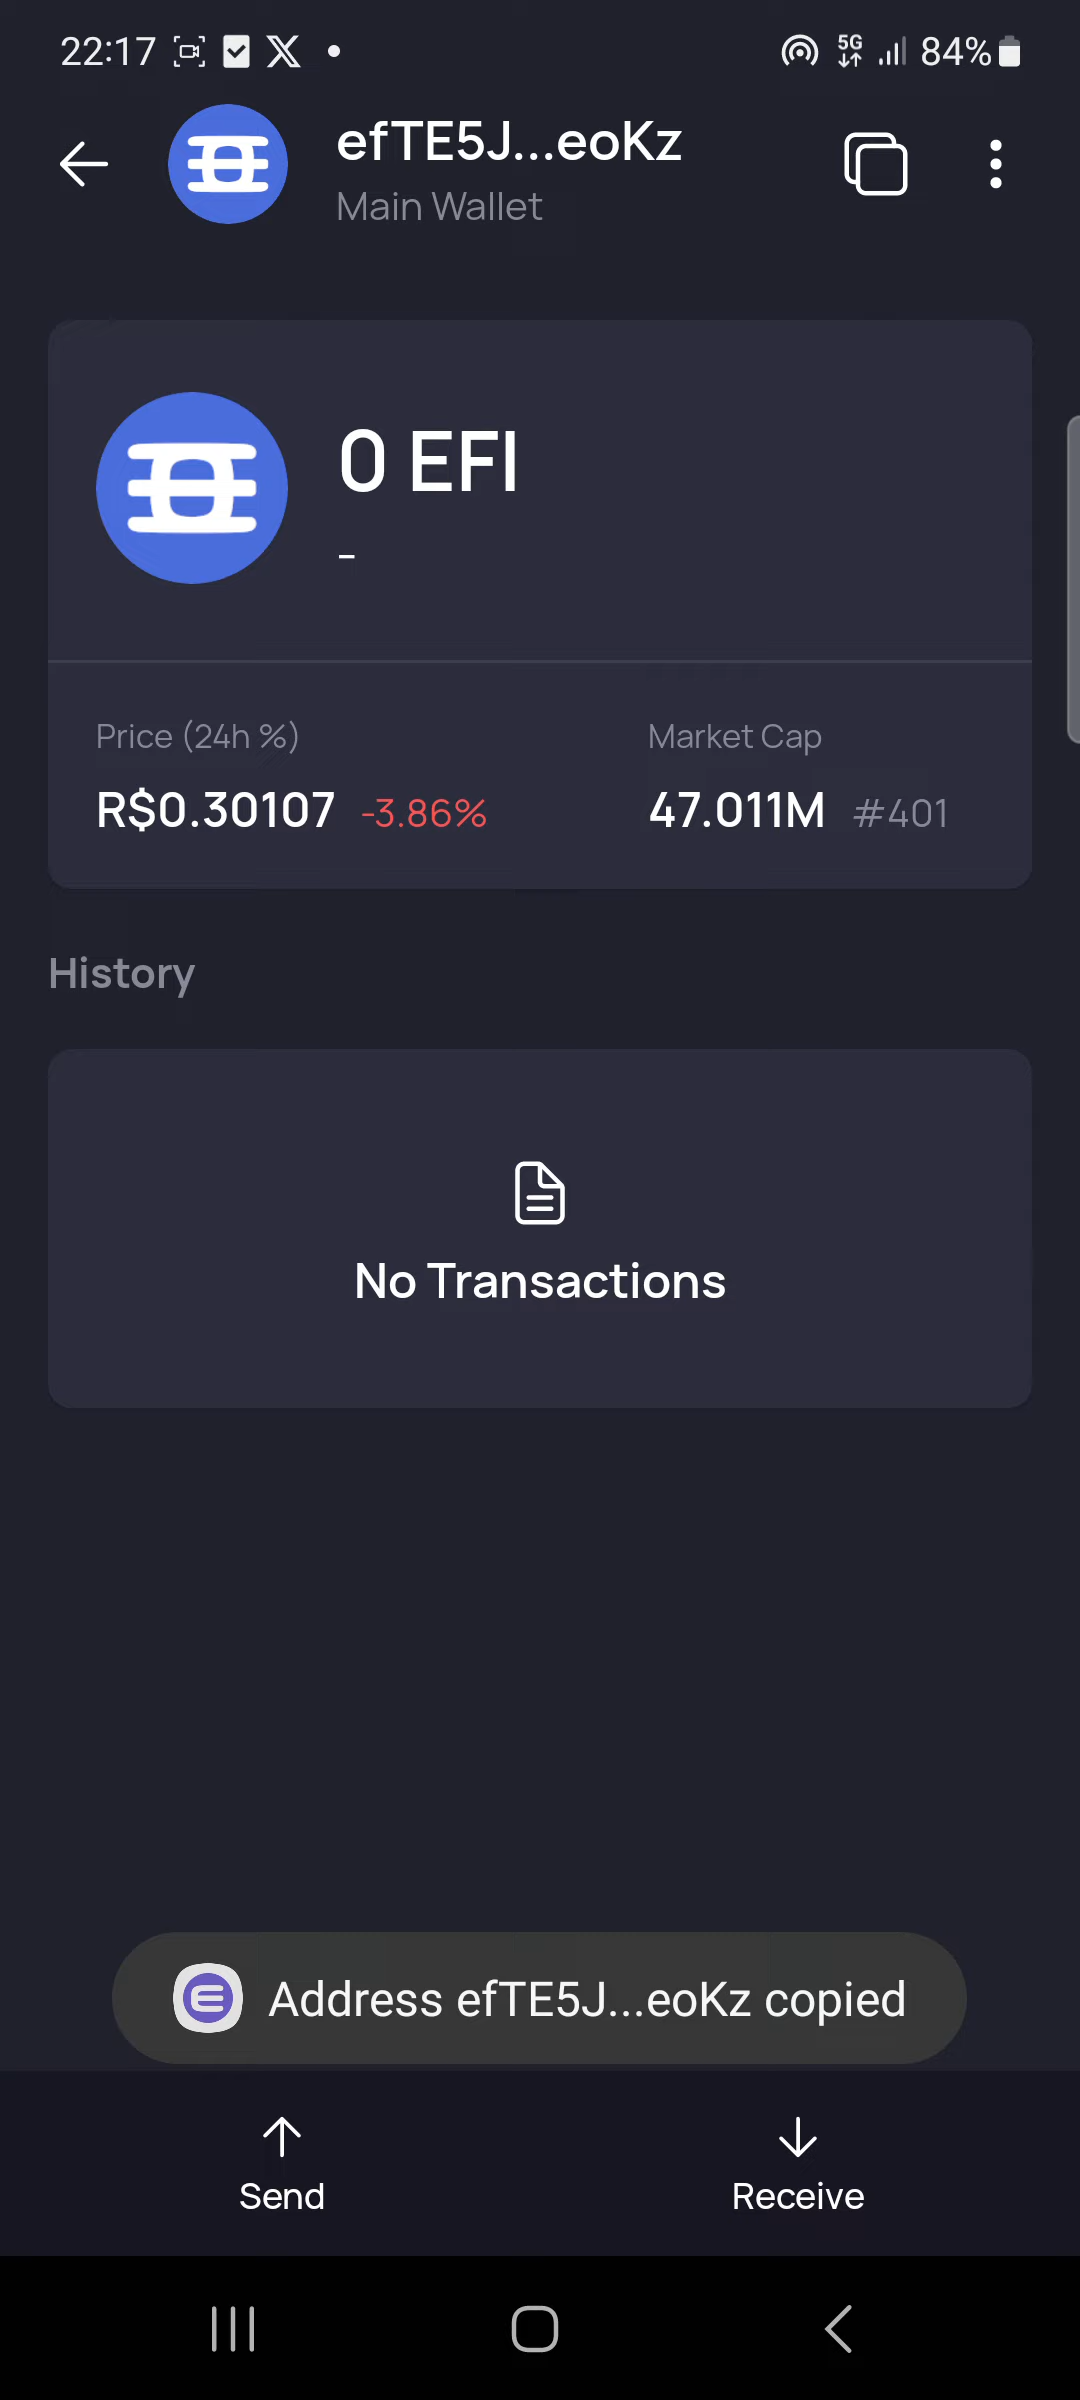 22:17
5G
84%
efTE5J...eoKz
Main Wallet
0 EFI
-
Price (24h %)
Market Cap
R$0.30107 -3.86%
47.011M #401
History
No Transactions
Address efTE5J...eoKz copied
Send
Receive